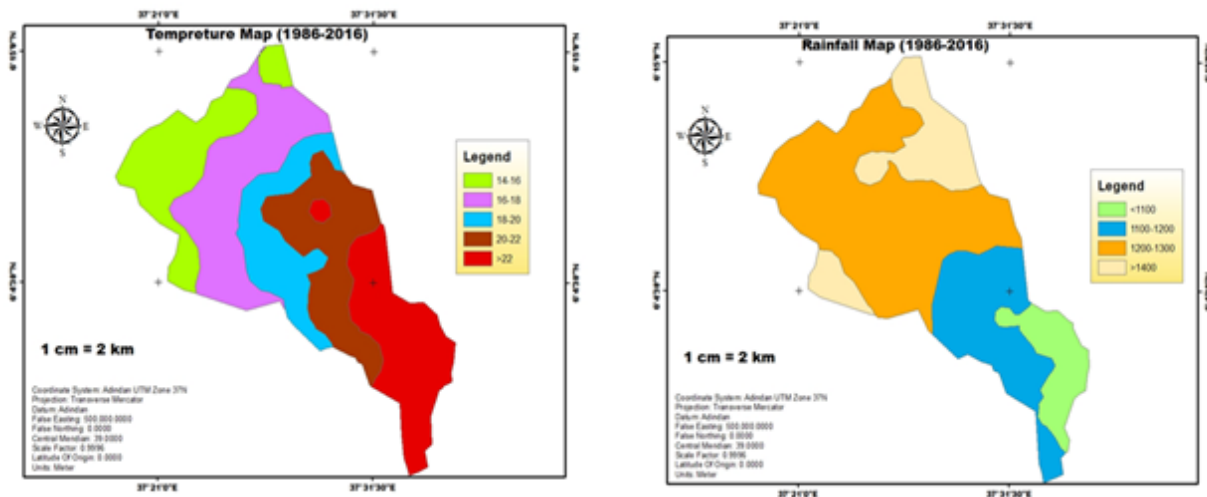 37°21'0"E
37°31'30"E
Tempreture Map (1986-2016)
N
W
E
S
Legend
14-16
16-18
18-20
20-22
>22
1 cm = 2 km
Coordinate System: Adindan UTM Zone 37N
Projection: Transverse Mercator
Datum: Adindan
False Easting: 500,000.0000
False Northing: 0.0000
Central Meridian: 39.0000
Scale Factor: 0.9996
Latitude Of Origin: 0.0000
Units: Meter
37°21'0"E
37°31'30"E
37°21'0"E
37°31'30"E
Rainfall Map (1986-2016)
N
W
E
S
Legend
<1100
1100-1200
1200-1300
>1400
1 cm = 2 km
Coordinate System: Adindan UTM Zone 37N
Projection: Transverse Mercator
Datum: Adindan
False Easting: 500,000.0000
False Northing: 0.0000
Central Meridian: 39.0000
Scale Factor: 0.9996
Latitude Of Origin: 0.0000
Units: Meter
37°21'0"E
37°31'30"E